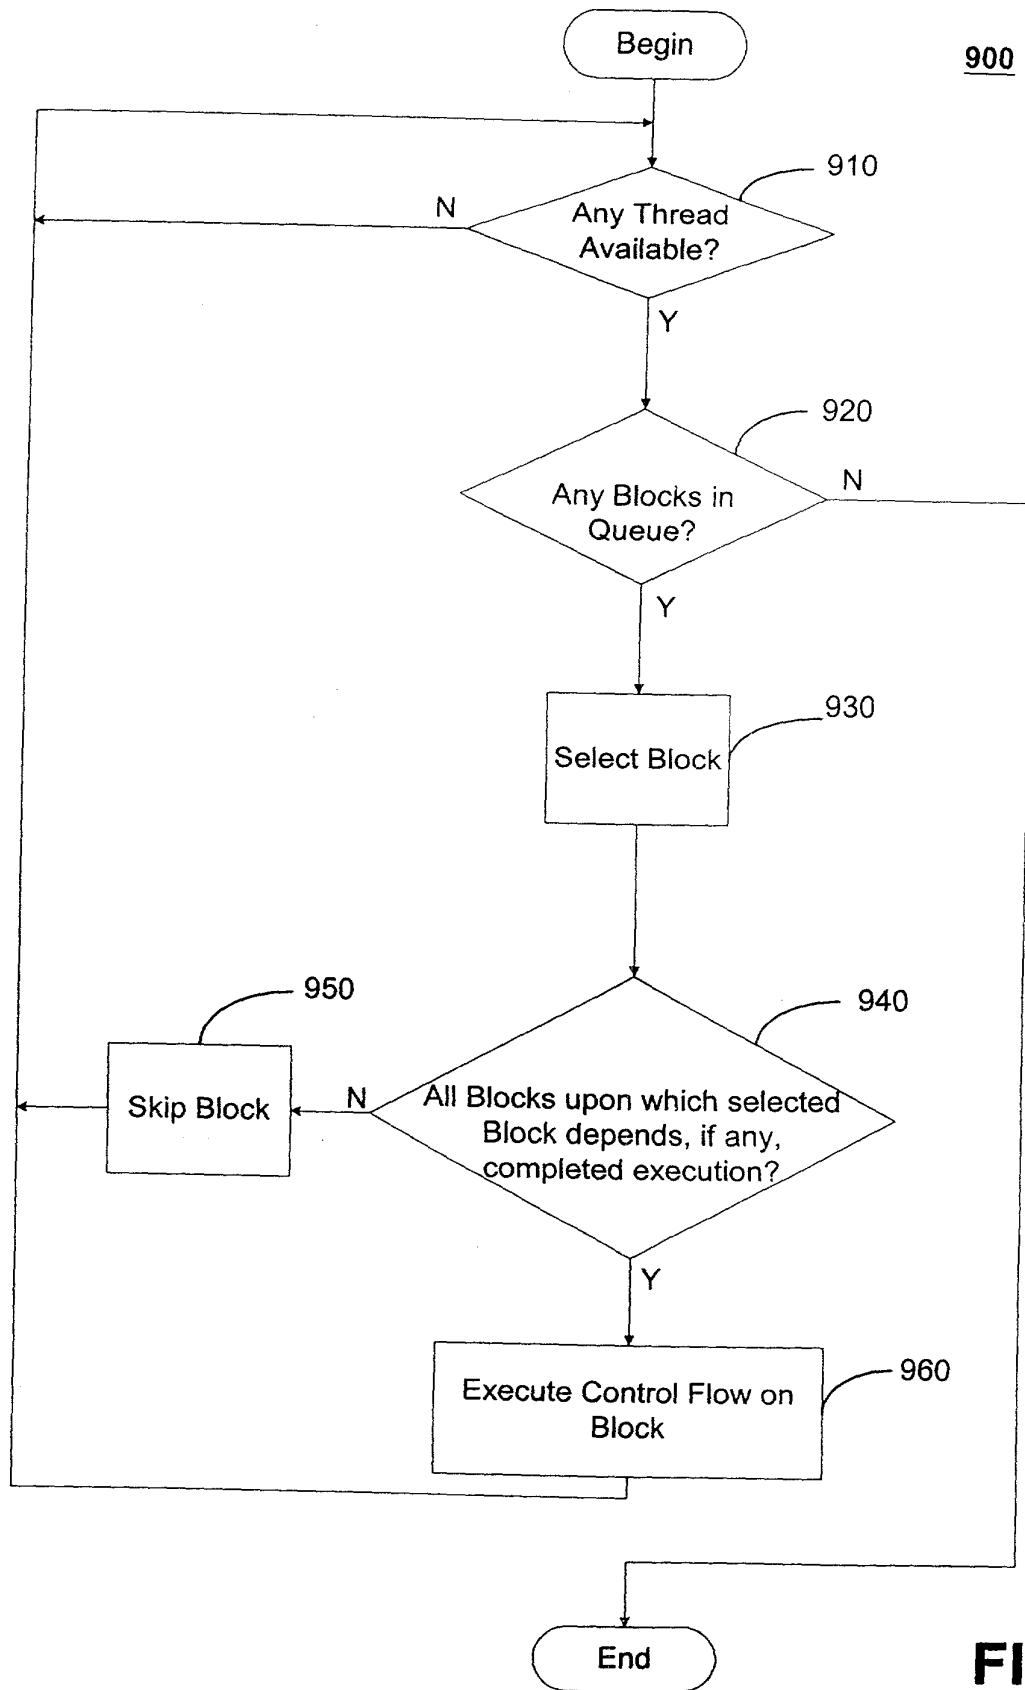 Begin
900
910
Any Thread
Available?
N
Y
920
Any Blocks in
Queue?
N
Y
930
Select Block
950
940
Skip Block
N
All Blocks upon which selected
Block depends, if any,
completed execution?
Y
960
Execute Control Flow on
Block
End
FI